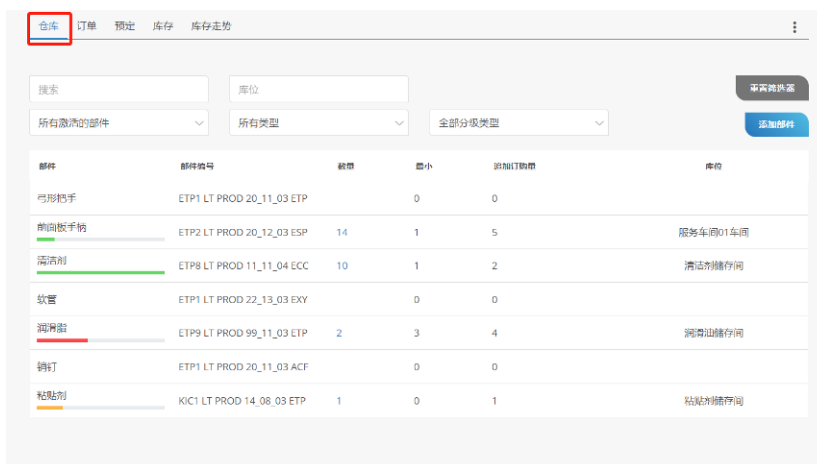 仓库 订单 预定 库存 库存走势
搜索 库位 重置筛选器
所有激活的部件 所有类型 全部分级类型 添加部件
部件 部件编号 数量 最小 追加订购单 库位
弓形把手 ETP1 LT PROD 20_11_03 ETP 0 0
前面板手柄 ETP2 LT PROD 20_12_03 ESP 14 1 5 服务车间01车间
清洁剂 ETP8 LT PROD 11_11_04 ECC 10 1 2 清洁剂储存间
软管 ETP1 LT PROD 22_13_03 EXY 0 0
润滑脂 ETP9 LT PROD 99_11_03 ETP 2 3 4 润滑油储存间
销钉 ETP1 LT PROD 20_11_03 ACF 0 0
粘贴剂 KIC1 LT PROD 14_08_03 ETP 1 0 1 粘贴剂储存间